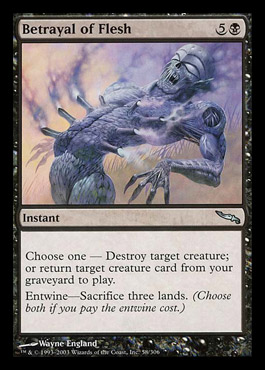 Betrayal of Flesh 5
Instant
Choose one — Destroy target creature;
or return target creature card from your
graveyard to play.
Entwine—Sacrifice three lands. (Choose
both if you pay the entwine cost.)
Wayne England
™ & © 1993-2003 Wizards of the Coast, Inc. 58/306